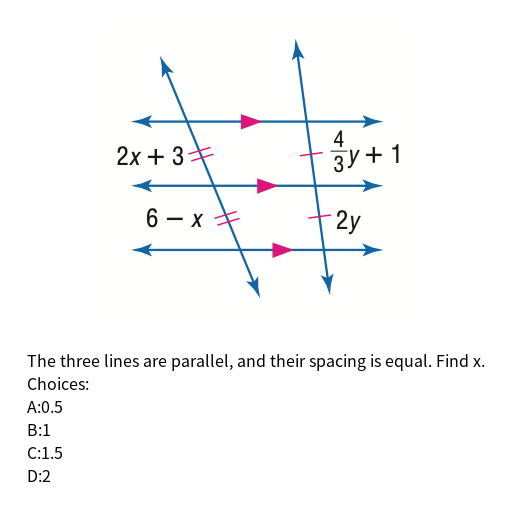 2x + 3
4/3 y + 1
6 − x
2y
The three lines are parallel, and their spacing is equal. Find x.
Choices:
A:0.5
B:1
C:1.5
D:2